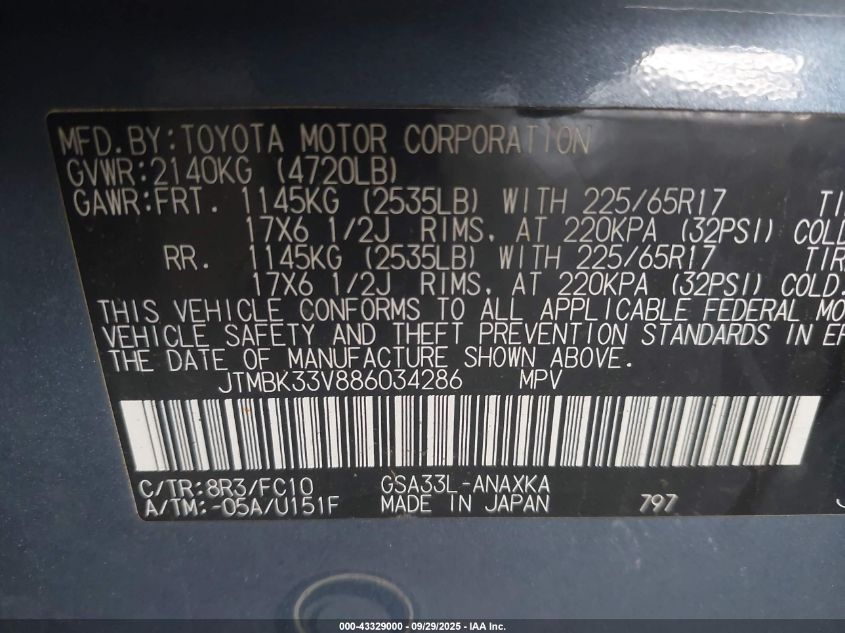 MFD.BY:TOYOTA MOTOR CORPORATION
GVWR:2140KG (4720LB)
GAWR:FRT. 1145KG (2535LB) WITH 225/65R17 TI
17X6 1/2J RIMS, AT 220KPA (32PSI) COLD
RR. 1145KG (2535LB) WITH 225/65R17 TIR
17X6 1/2J RIMS, AT 220KPA (32PSI) COLD.
THIS VEHICLE CONFORMS TO ALL APPLICABLE FEDERAL MO
VEHICLE SAFETY AND THEFT PREVENTION STANDARDS IN EF
THE DATE OF MANUFACTURE SHOWN ABOVE.
JTMBK33V886034286 MPV
C/TR:8R3/FC10 GSA33L-ANAXKA
A/TM:-05A/U151F MADE IN JAPAN 797
000-43329000 - 09/29/2025 - IAA Inc.